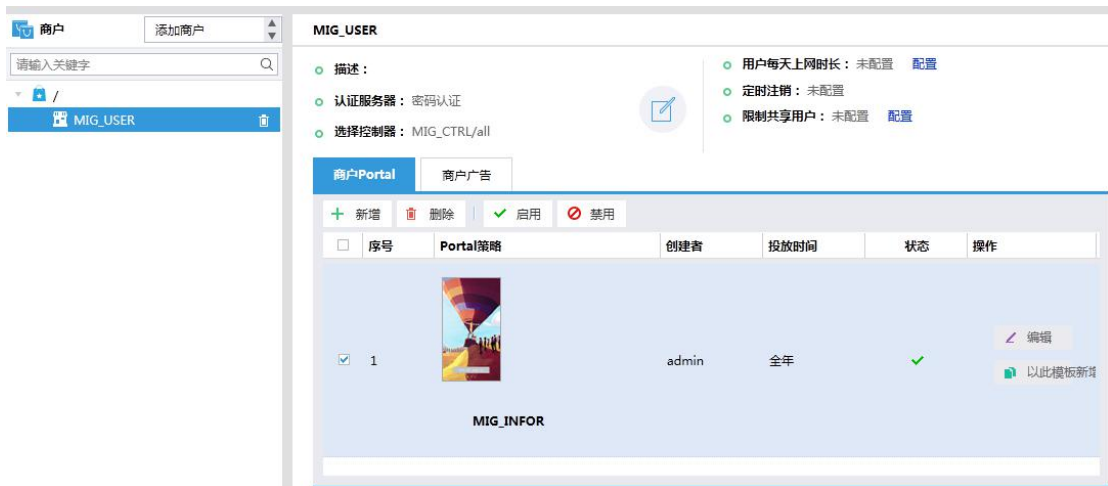 商户
添加商户
请输入关键字
/
MIG_USER
MIG_USER
描述：
认证服务器：密码认证
选择控制器：MIG_CTRL/all
用户每天上网时长：未配置 配置
定时注销：未配置
限制共享用户：未配置 配置
商户Portal 商户广告
新增 删除 启用 禁用
序号 Portal策略 创建者 投放时间 状态 操作
1 admin 全年
编辑
以此模板新增
MIG_INFOR